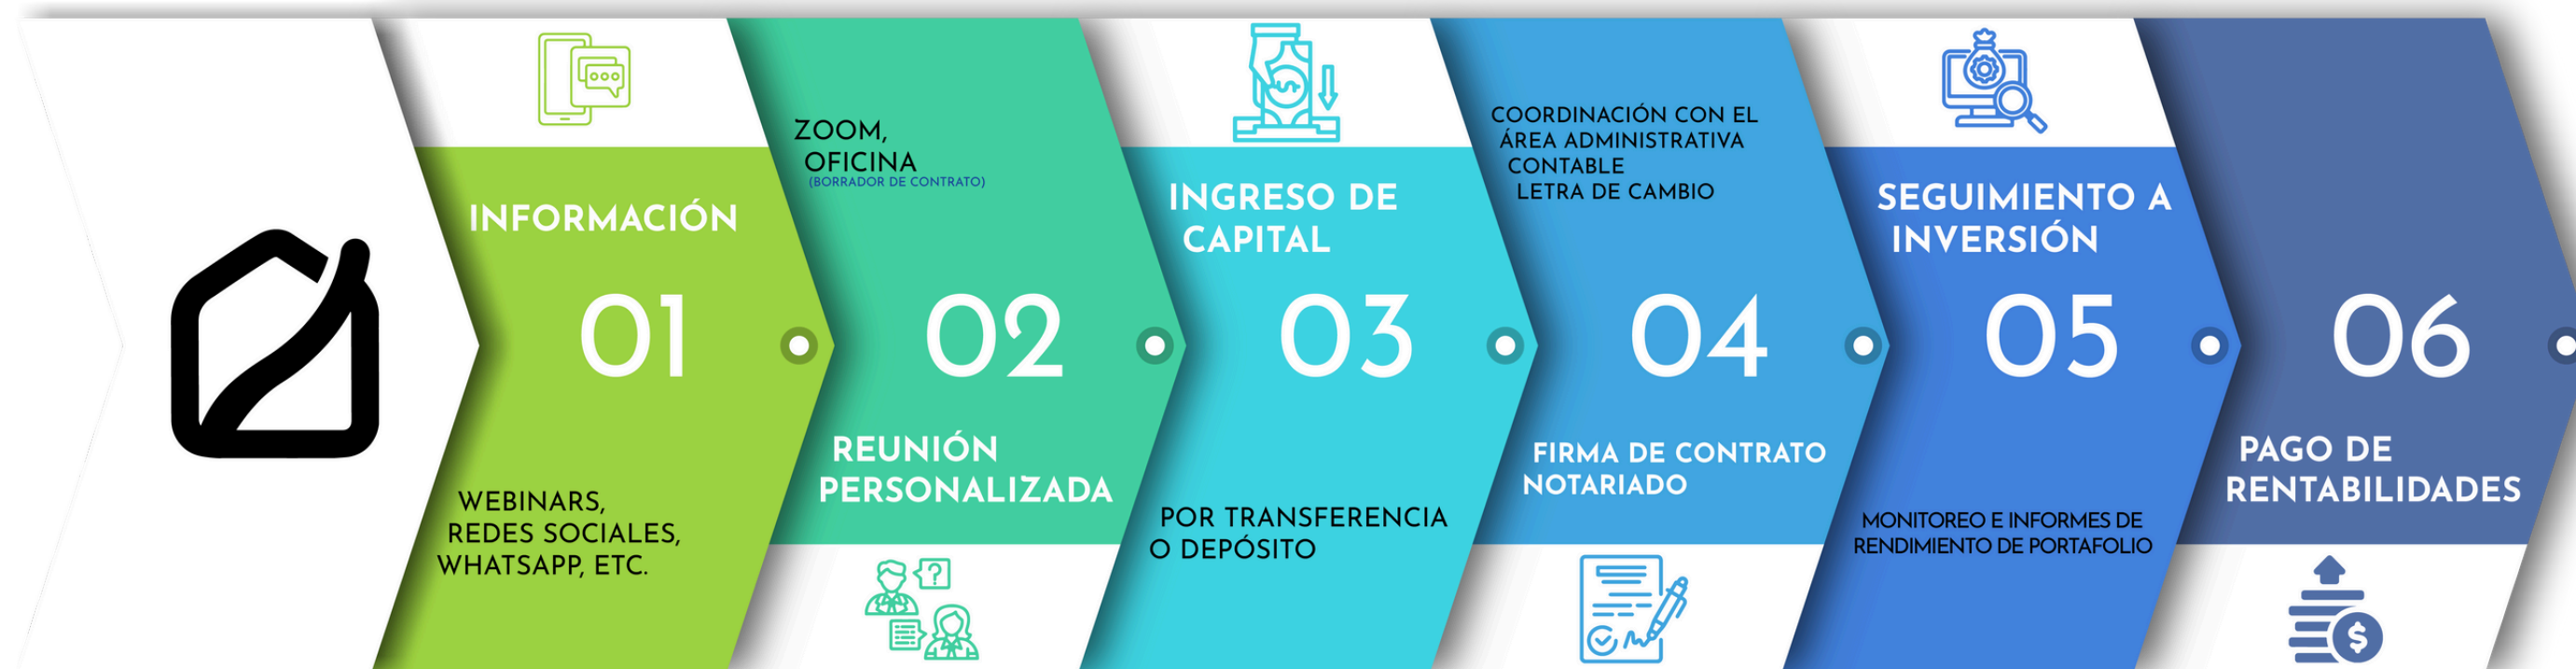 INFORMACIÓN
01
WEBINARS,
REDES SOCIALES,
WHATSAPP, ETC.
ZOOM,
OFICINA
(BORRADOR DE CONTRATO)
02
REUNIÓN
PERSONALIZADA
?
INGRESO DE
CAPITAL
03
POR TRANSFERENCIA
O DEPÓSITO
COORDINACIÓN CON EL
ÁREA ADMINISTRATIVA
CONTABLE
LETRA DE CAMBIO
04
FIRMA DE CONTRATO
NOTARIADO
SEGUIMIENTO A
INVERSIÓN
05
MONITOREO E INFORMES DE
RENDIMIENTO DE PORTAFOLIO
06
PAGO DE
RENTABILIDADES
$